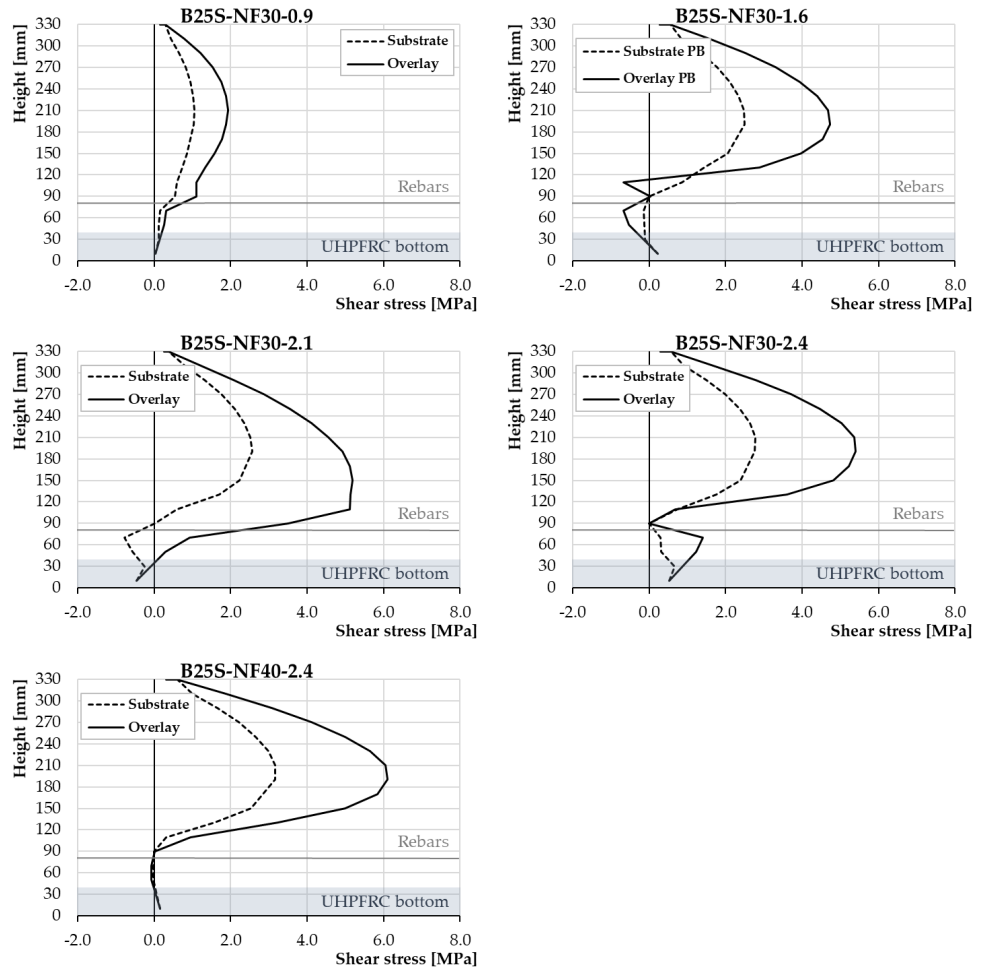 B25S-NF30-0.9
Height [mm]
330
300
270
240
210
180
150
120
90
60
30
0
Substrate
Overlay
Rebars
UHPFRC bottom
-2.0 0.0 2.0 4.0 6.0 8.0
Shear stress [MPa]
B25S-NF30-1.6
Height [mm]
330
300
270
240
210
180
150
120
90
60
30
0
Substrate PB
Overlay PB
Rebars
UHPFRC bottom
-2.0 0.0 2.0 4.0 6.0 8.0
Shear stress [MPa]
B25S-NF30-2.1
Height [mm]
330
300
270
240
210
180
150
120
90
60
30
0
Substrate
Overlay
Rebars
UHPFRC bottom
-2.0 0.0 2.0 4.0 6.0 8.0
Shear stress [MPa]
B25S-NF30-2.4
Height [mm]
330
300
270
240
210
180
150
120
90
60
30
0
Substrate
Overlay
Rebars
UHPFRC bottom
-2.0 0.0 2.0 4.0 6.0 8.0
Shear stress [MPa]
B25S-NF40-2.4
Height [mm]
330
300
270
240
210
180
150
120
90
60
30
0
Substrate
Overlay
Rebars
UHPFRC bottom
-2.0 0.0 2.0 4.0 6.0 8.0
Shear stress [MPa]